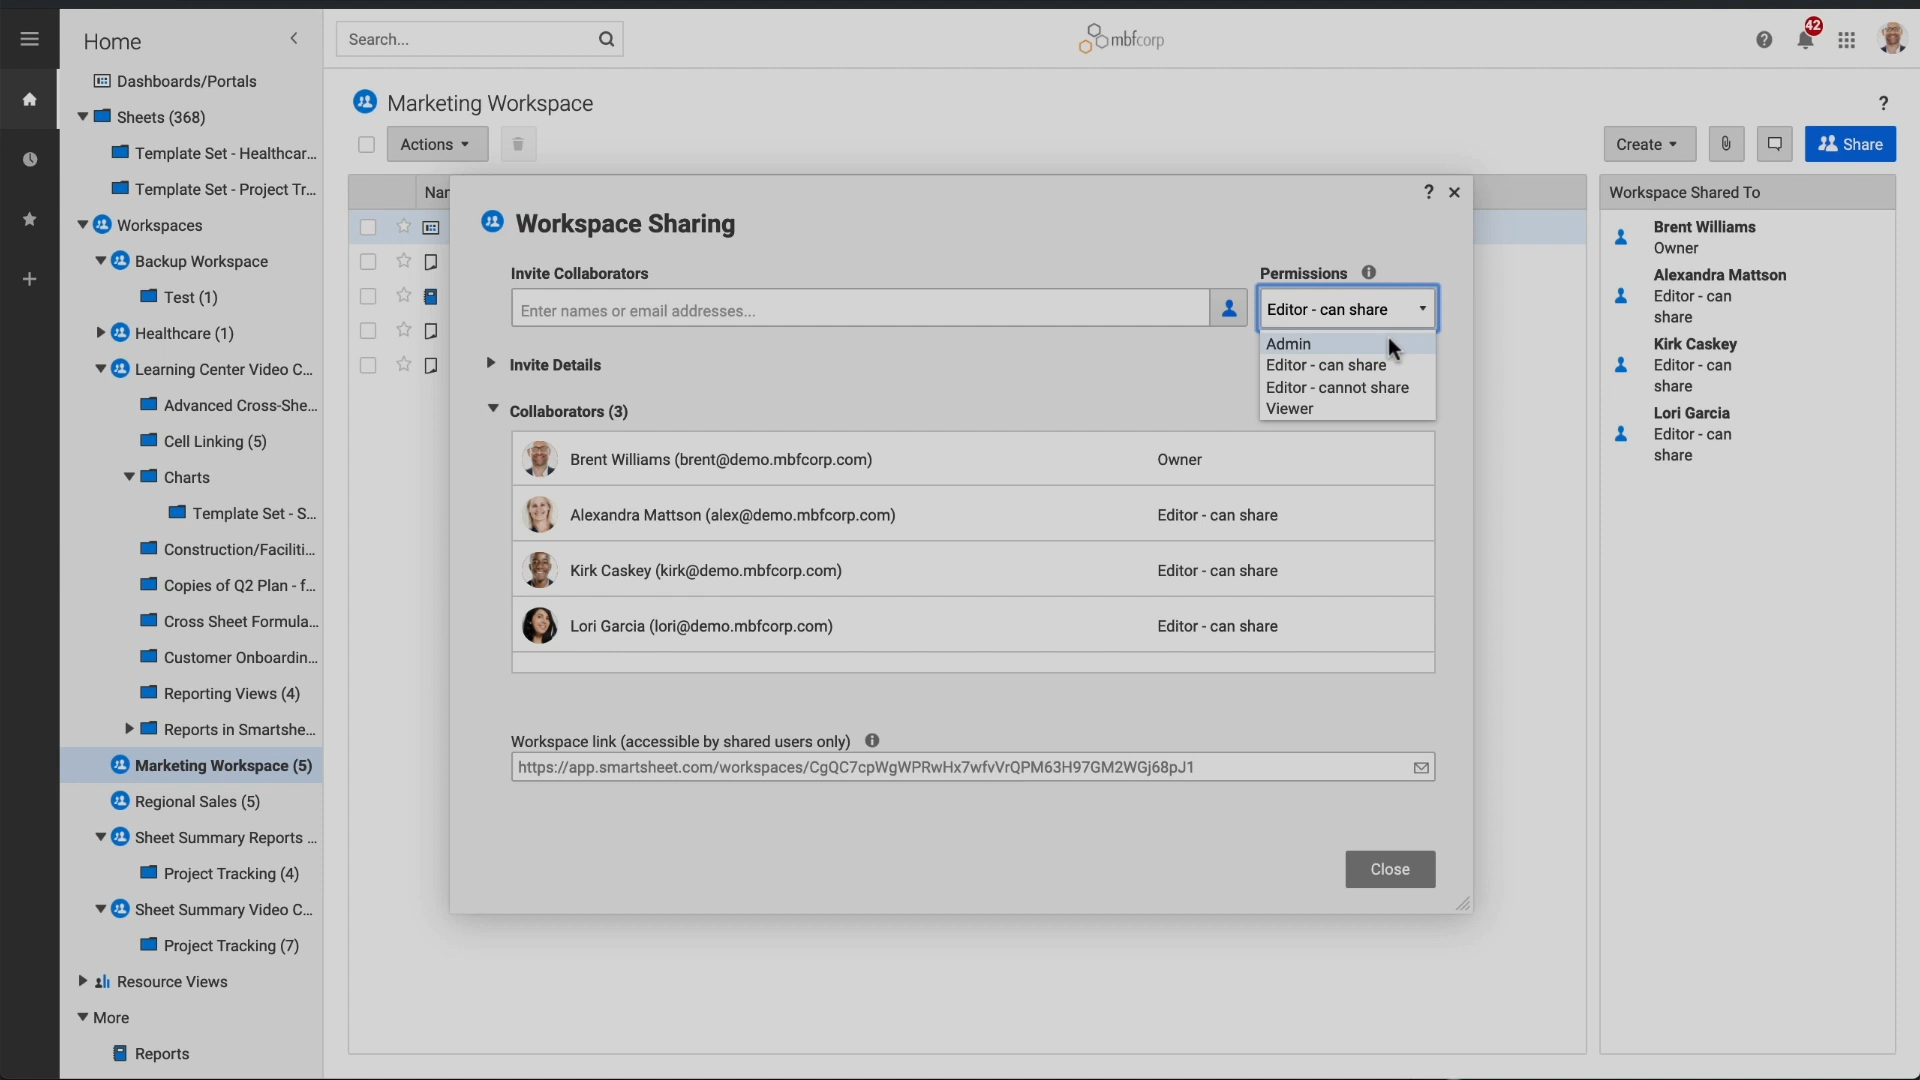 Home
Dashboards/Portals
Sheets (368)
Template Set - Healthcar...
Template Set - Project Tr...
Workspaces
Backup Workspace
Test (1)
Healthcare (1)
Learning Center Video C...
Advanced Cross-She...
Cell Linking (5)
Charts
Template Set - S...
Construction/Faciliti...
Copies of Q2 Plan - f...
Cross Sheet Formula...
Customer Onboardin...
Reporting Views (4)
Reports in Smartshe...
Marketing Workspace (5)
Regional Sales (5)
Sheet Summary Reports ...
Project Tracking (4)
Sheet Summary Video C...
Project Tracking (7)
Resource Views
More
Reports
Search...
mbfcorp
42
Marketing Workspace
?
Actions
Create
Share
Nar
? 
Workspace Sharing
Invite Collaborators
Permissions
Enter names or email addresses...
Editor - can share
Admin
Editor - can share
Editor - cannot share
Viewer
Invite Details
Collaborators (3)
Brent Williams (brent@demo.mbfcorp.com) Owner
Alexandra Mattson (alex@demo.mbfcorp.com) Editor - can share
Kirk Caskey (kirk@demo.mbfcorp.com) Editor - can share
Lori Garcia (lori@demo.mbfcorp.com) Editor - can share
Workspace link (accessible by shared users only)
https://app.smartsheet.com/workspaces/CgQC7cpWgWPRwHx7wfvVrQPM63H97GM2WGj68pJ1
Close
Workspace Shared To
Brent Williams
Owner
Alexandra Mattson
Editor - can
share
Kirk Caskey
Editor - can
share
Lori Garcia
Editor - can
share